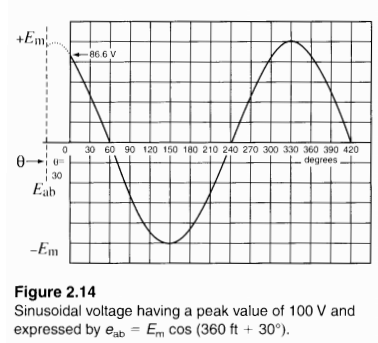 +Em
86.6 V
0 30 60 90 120 150 180 210 240 270 300 330 360 390 420
θ
θ=
30
degrees
Eab
-Em
Figure 2.14
Sinusoidal voltage having a peak value of 100 V and
expressed by eab = Em cos (360 ft + 30°).